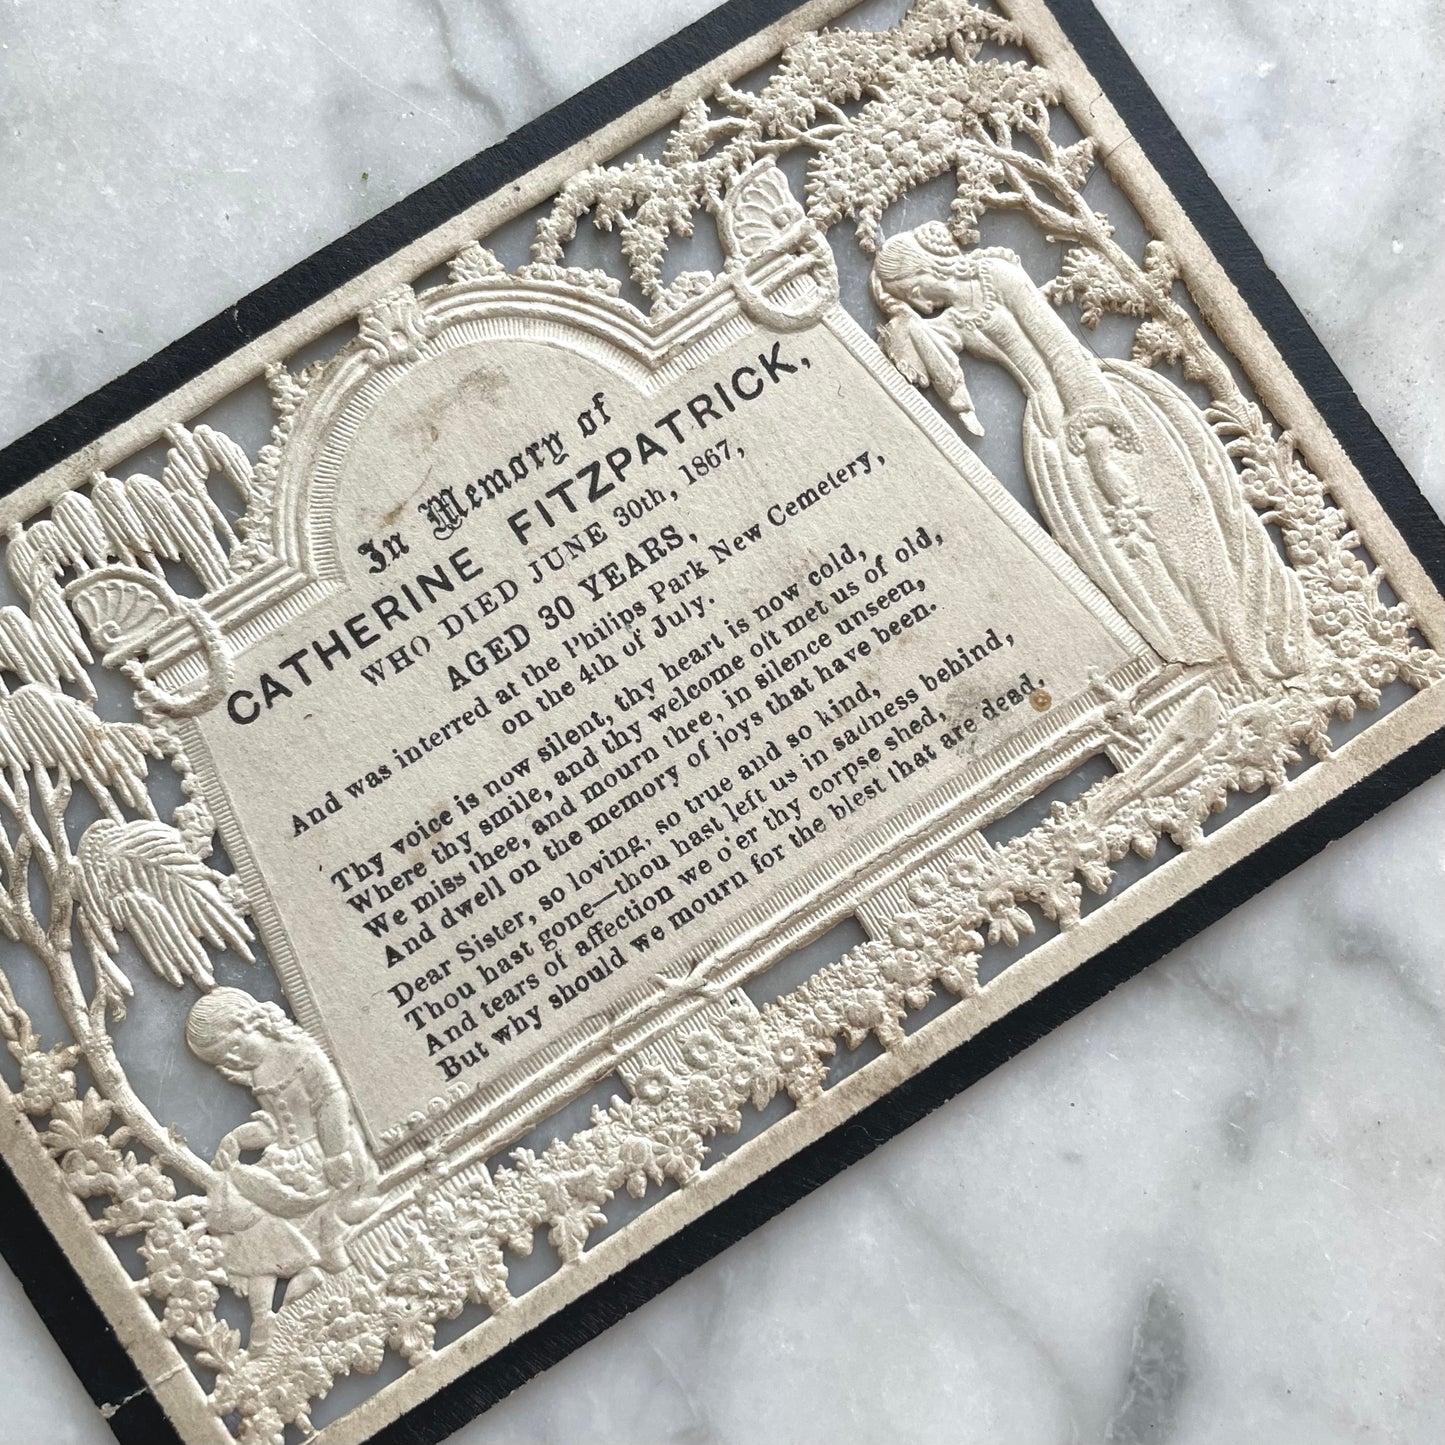 In Memory of
CATHERINE FITZPATRICK,
WHO DIED JUNE 30th, 1867,
AGED 30 YEARS,
And was interred at the Philips Park New Cemetery,
on the 4th of July.
Thy voice is now silent, thy heart is now cold,
Where thy smile, and thy welcome oft met us of old,
We miss thee, and mourn thee, in silence unseen,
And dwell on the memory of joys that have been.
Dear Sister, so loving, so true and so kind,
Thou hast gone—thou hast left us in sadness behind,
And tears of affection we o'er thy corpse shed,
But why should we mourn for the blest that are dead.
WOOD